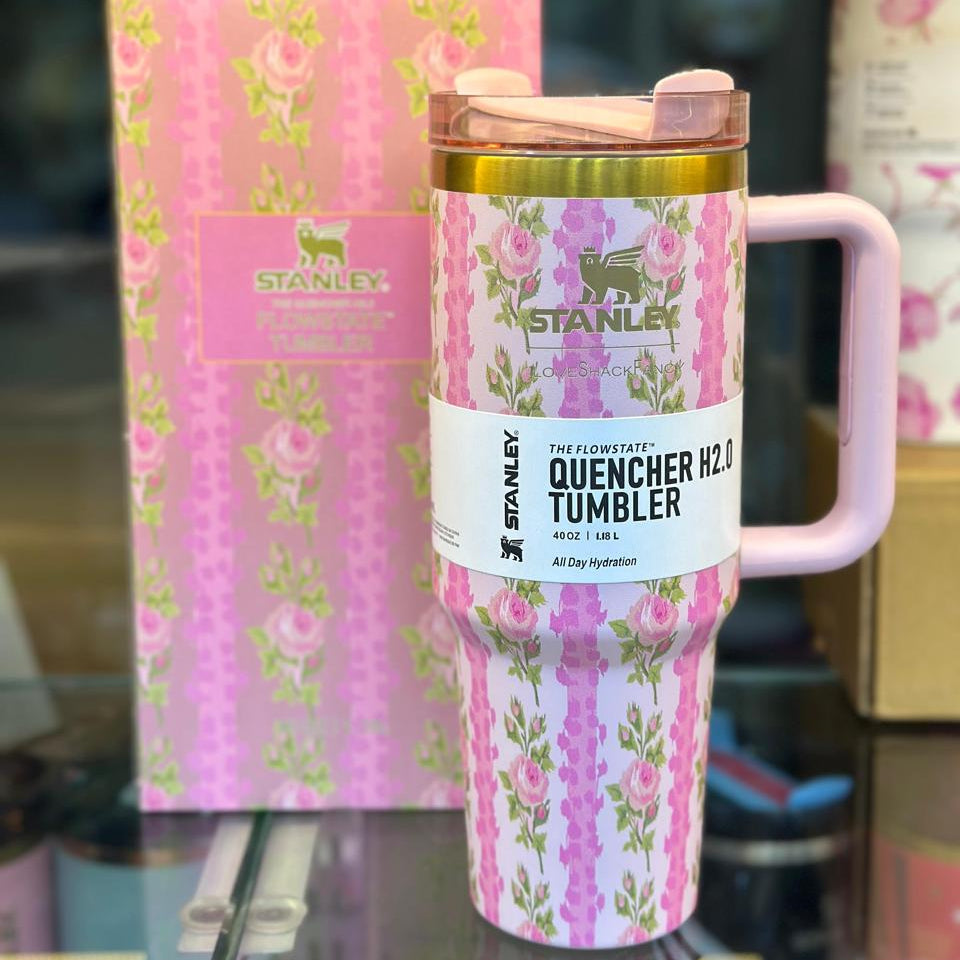 STANLEY®
THE QUENCHER H2.0
FLOWSTATE™
TUMBLER
STANLEY®
LOVESHACKFANCY
STANLEY®
THE FLOWSTATE™
QUENCHER H2.0
TUMBLER
40 OZ | 1.18 L
All Day Hydration